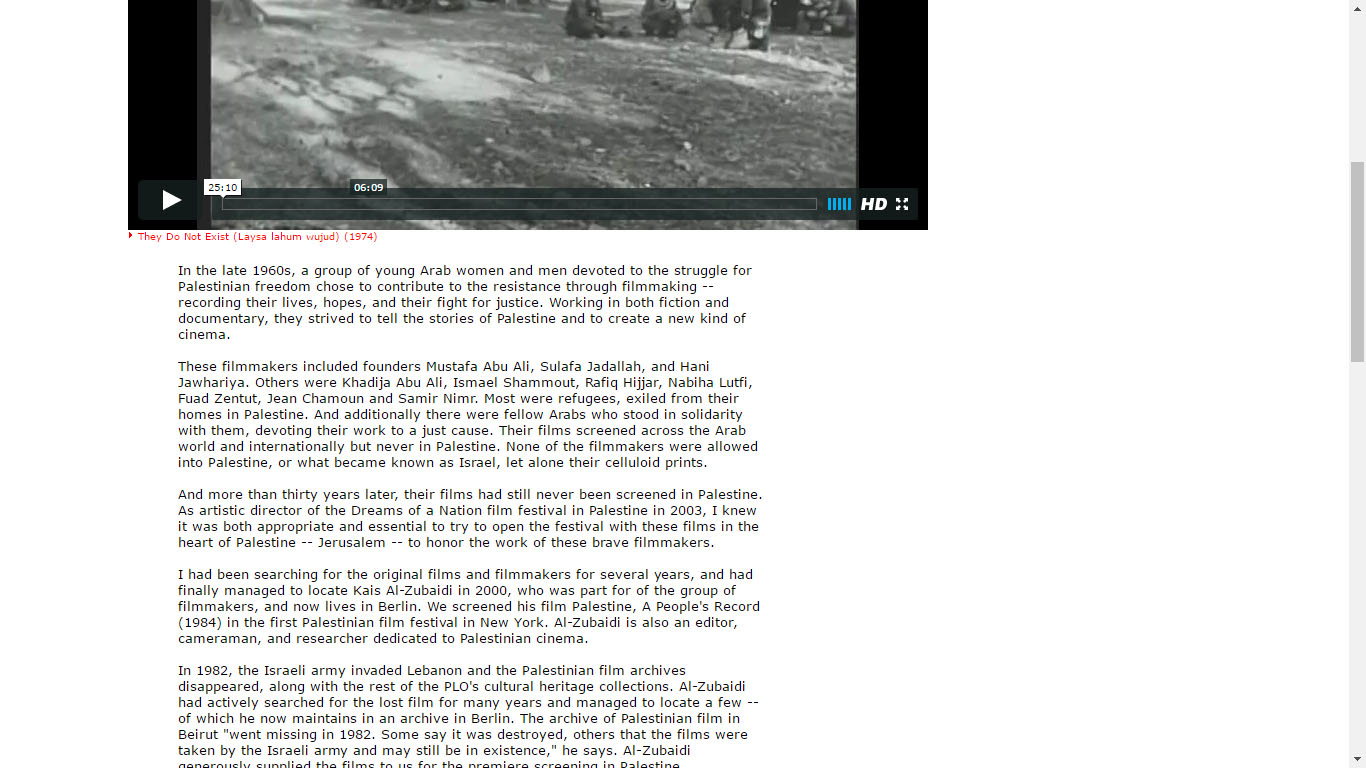 25:10
06:09
HD
They Do Not Exist (Laysa lahum wujud) (1974)
In the late 1960s, a group of young Arab women and men devoted to the struggle for
Palestinian freedom chose to contribute to the resistance through filmmaking --
recording their lives, hopes, and their fight for justice. Working in both fiction and
documentary, they strived to tell the stories of Palestine and to create a new kind of
cinema.
These filmmakers included founders Mustafa Abu Ali, Sulafa Jadallah, and Hani
Jawhariya. Others were Khadija Abu Ali, Ismael Shammout, Rafiq Hijjar, Nabiha Lutfi,
Fuad Zentut, Jean Chamoun and Samir Nimr. Most were refugees, exiled from their
homes in Palestine. And additionally there were fellow Arabs who stood in solidarity
with them, devoting their work to a just cause. Their films screened across the Arab
world and internationally but never in Palestine. None of the filmmakers were allowed
into Palestine, or what became known as Israel, let alone their celluloid prints.
And more than thirty years later, their films had still never been screened in Palestine.
As artistic director of the Dreams of a Nation film festival in Palestine in 2003, I knew
it was both appropriate and essential to try to open the festival with these films in the
heart of Palestine -- Jerusalem -- to honor the work of these brave filmmakers.
I had been searching for the original films and filmmakers for several years, and had
finally managed to locate Kais Al-Zubaidi in 2000, who was part for of the group of
filmmakers, and now lives in Berlin. We screened his film Palestine, A People's Record
(1984) in the first Palestinian film festival in New York. Al-Zubaidi is also an editor,
cameraman, and researcher dedicated to Palestinian cinema.
In 1982, the Israeli army invaded Lebanon and the Palestinian film archives
disappeared, along with the rest of the PLO's cultural heritage collections. Al-Zubaidi
had actively searched for the lost film for many years and managed to locate a few --
of which he now maintains in an archive in Berlin. The archive of Palestinian film in
Beirut "went missing in 1982. Some say it was destroyed, others that the films were
taken by the Israeli army and may still be in existence," he says. Al-Zubaidi
generously supplied the films to us for the premiere screening in Palestine.